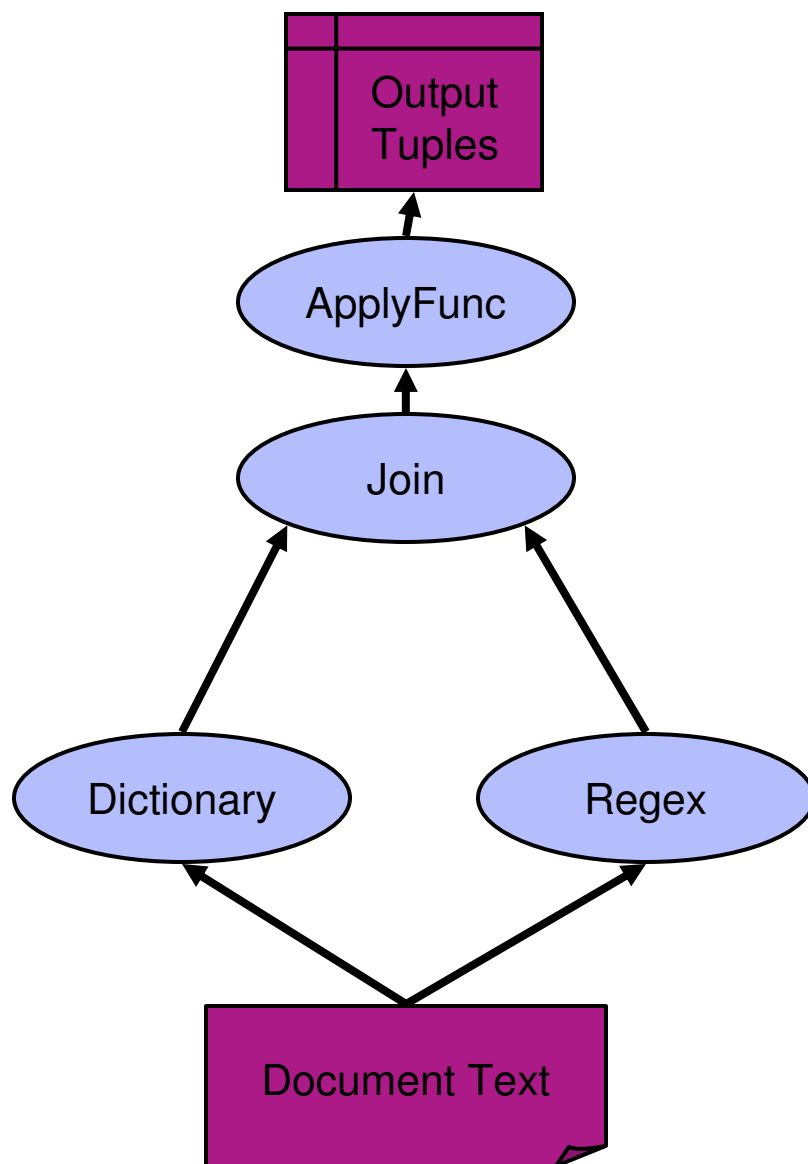 Output
Tuples
ApplyFunc
Join
Dictionary
Regex
Document Text